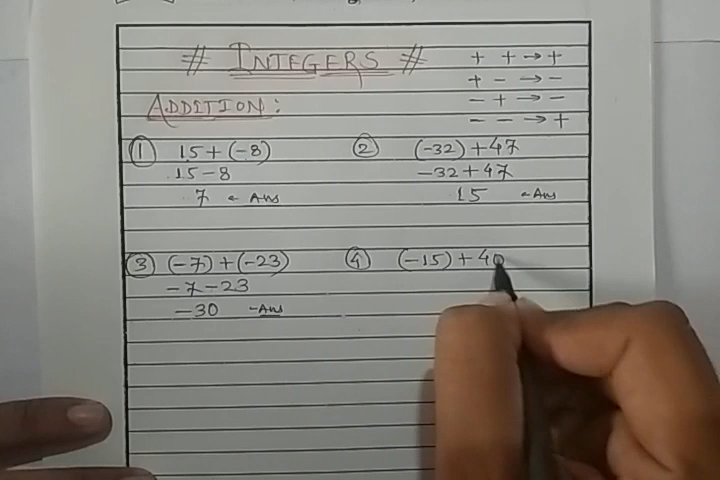 # INTEGERS #
+ + → +
+ - → -
- + → -
- - → +
ADDITION :
① 15 + (-8)
15 - 8
7 ← Ans
② (-32) + 47
-32 + 47
15 ← Ans
③ (-7) + (-23)
-7 - 23
-30 - Ans
④ (-15) + 40